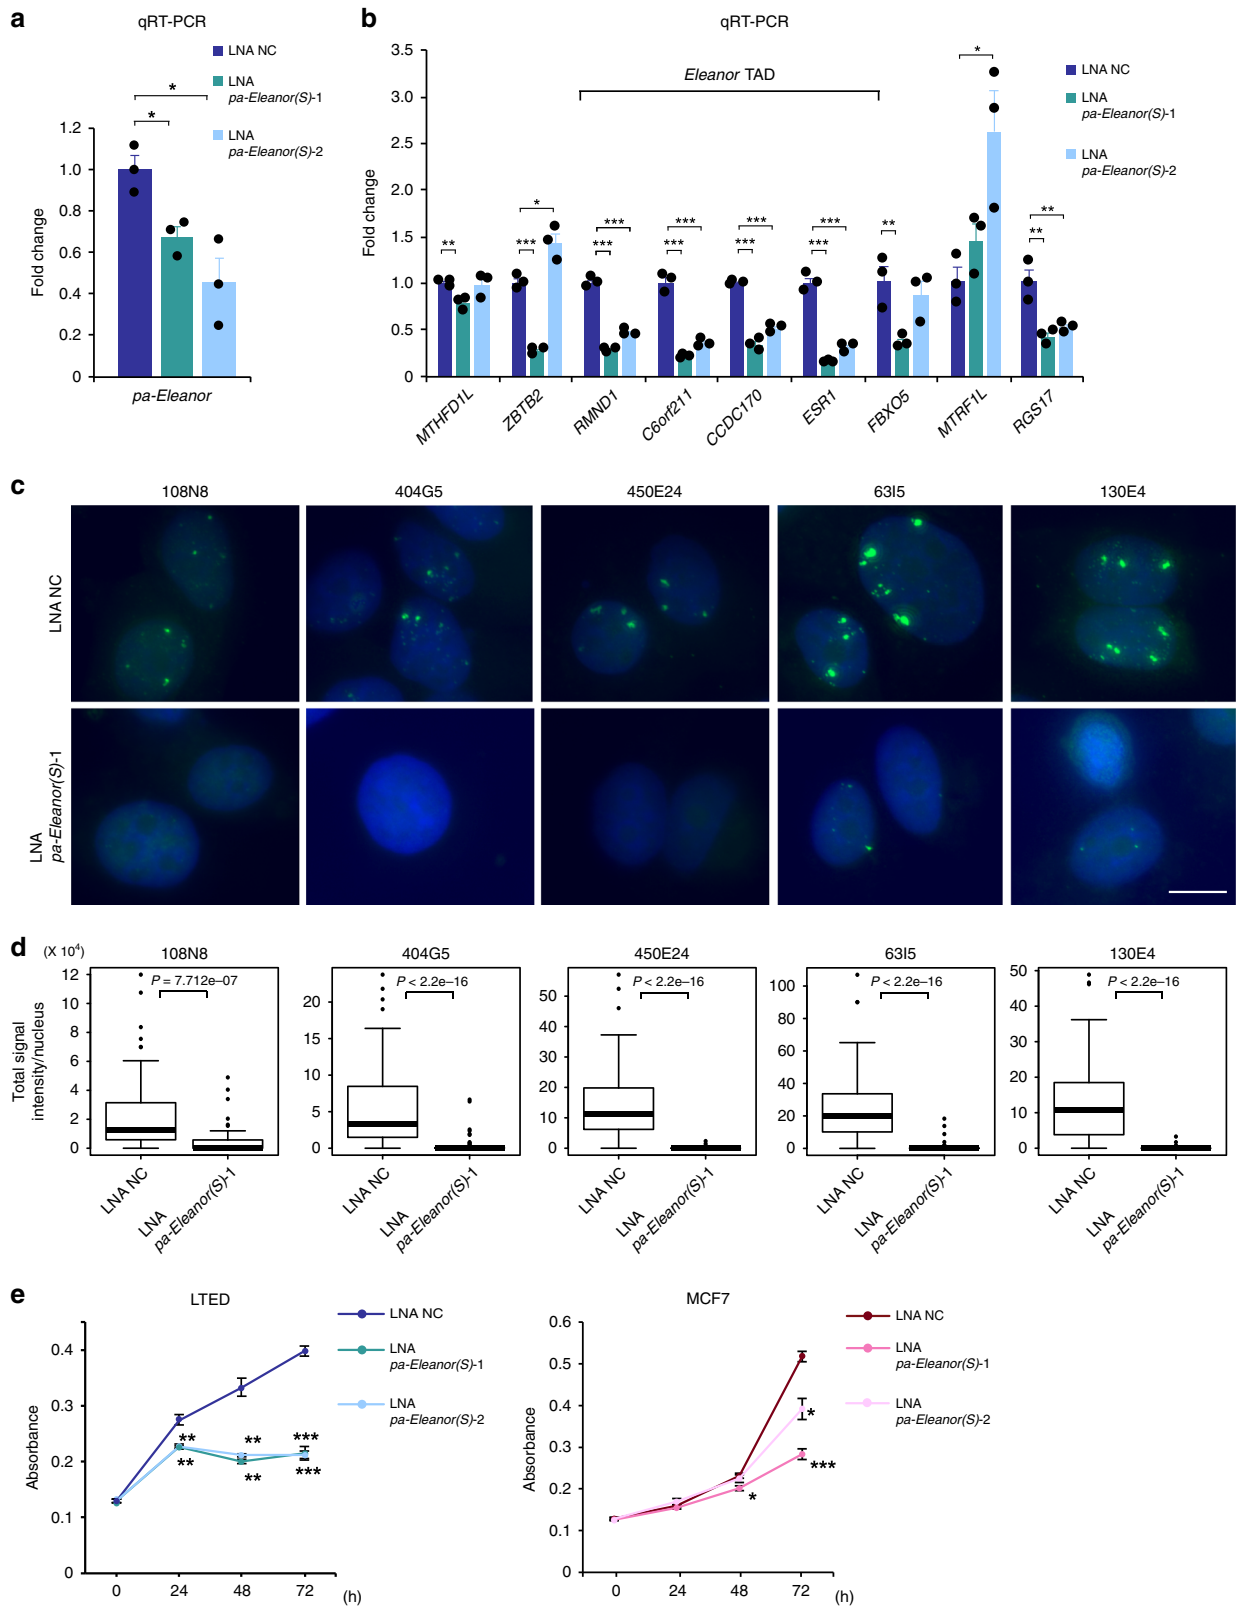 a
qRT-PCR
LNA NC
LNA
pa-Eleanor(S)-1
LNA
pa-Eleanor(S)-2
*
*
Fold change
1.2
1.0
0.8
0.6
0.4
0.2
0
pa-Eleanor
b
qRT-PCR
Eleanor TAD
LNA NC
LNA
pa-Eleanor(S)-1
LNA
pa-Eleanor(S)-2
Fold change
3.5
3.0
2.5
2.0
1.5
1.0
0.5
0
** *** * *** *** *** *** *** *** *** *** ** * ** **
MTHFD1L ZBTB2 RMND1 C6orf211 CCDC170 ESR1 FBXO5 MTRF1L RGS17
c
108N8 404G5 450E24 63I5 130E4
LNA NC
LNA
pa-Eleanor(S)-1
d
(X 10⁴)
Total signal
intensity/nucleus
108N8
P = 7.712e–07
12
10
8
6
4
2
0
LNA NC
LNA
pa-Eleanor(S)-1
404G5
P < 2.2e–16
20
15
10
5
0
LNA NC
LNA
pa-Eleanor(S)-1
450E24
P < 2.2e–16
50
40
30
20
10
0
LNA NC
LNA
pa-Eleanor(S)-1
63I5
P < 2.2e–16
100
80
60
40
20
0
LNA NC
LNA
pa-Eleanor(S)-1
130E4
P < 2.2e–16
50
40
30
20
10
0
LNA NC
LNA
pa-Eleanor(S)-1
e
LTED
LNA NC
LNA
pa-Eleanor(S)-1
LNA
pa-Eleanor(S)-2
Absorbance
0.4
0.3
0.2
0.1
0
** ** ***
** ** ***
0 24 48 72 (h)
MCF7
LNA NC
LNA
pa-Eleanor(S)-1
LNA
pa-Eleanor(S)-2
Absorbance
0.6
0.5
0.4
0.3
0.2
0.1
0
*
***
*
0 24 48 72 (h)